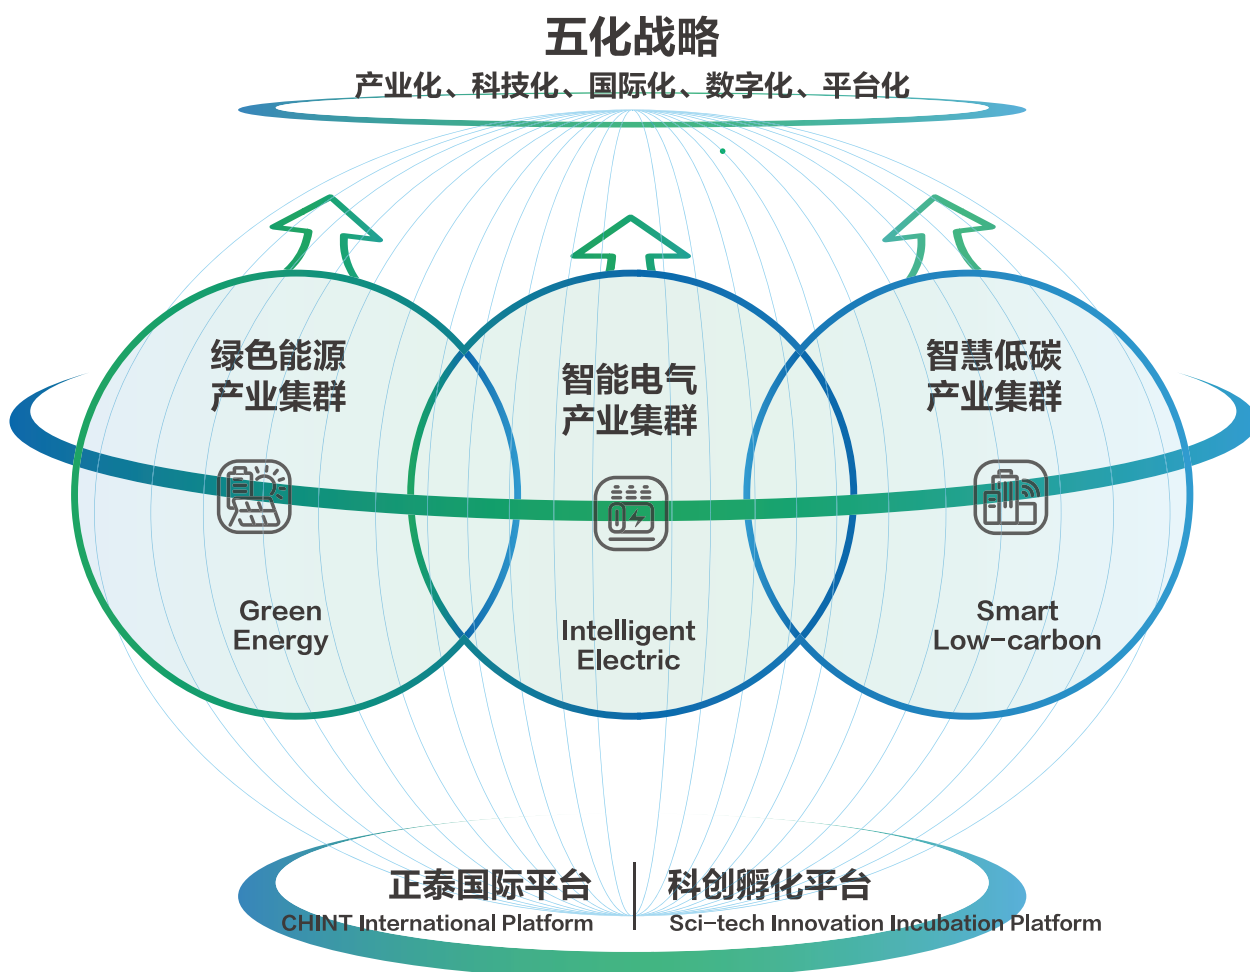 五化战略
产业化、科技化、国际化、数字化、平台化
绿色能源
产业集群
Green
Energy
智能电气
产业集群
Intelligent
Electric
智慧低碳
产业集群
Smart
Low-carbon
正泰国际平台
CHINT International Platform
科创孵化平台
Sci-tech Innovation Incubation Platform